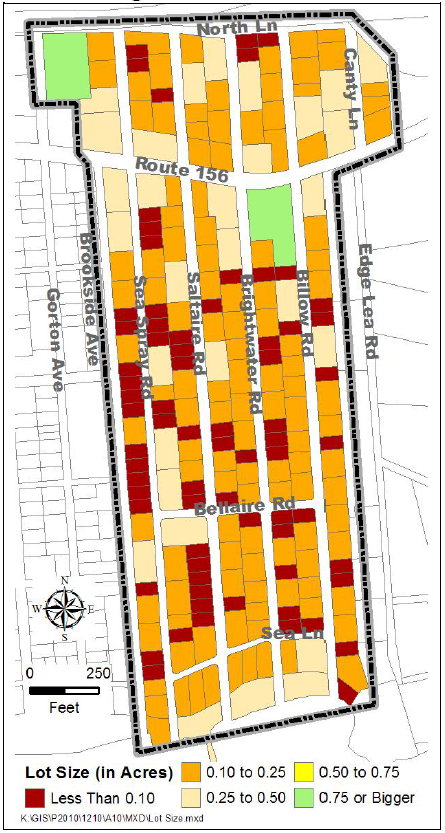 North Ln
Canty Ln
Route 156
Brookside Ave
Gorton Ave
Sea Spray Rd
Saltaire Rd
Brightwater Rd
Billow Rd
Edge Lea Rd
Bellaire Rd
Sea Ln
N
W E
S
0 250
Feet
Lot Size (in Acres)
0.10 to 0.25
0.50 to 0.75
Less Than 0.10
0.25 to 0.50
0.75 or Bigger
K:\GIS\P2010\1210\A10\MXD\Lot Size.mxd